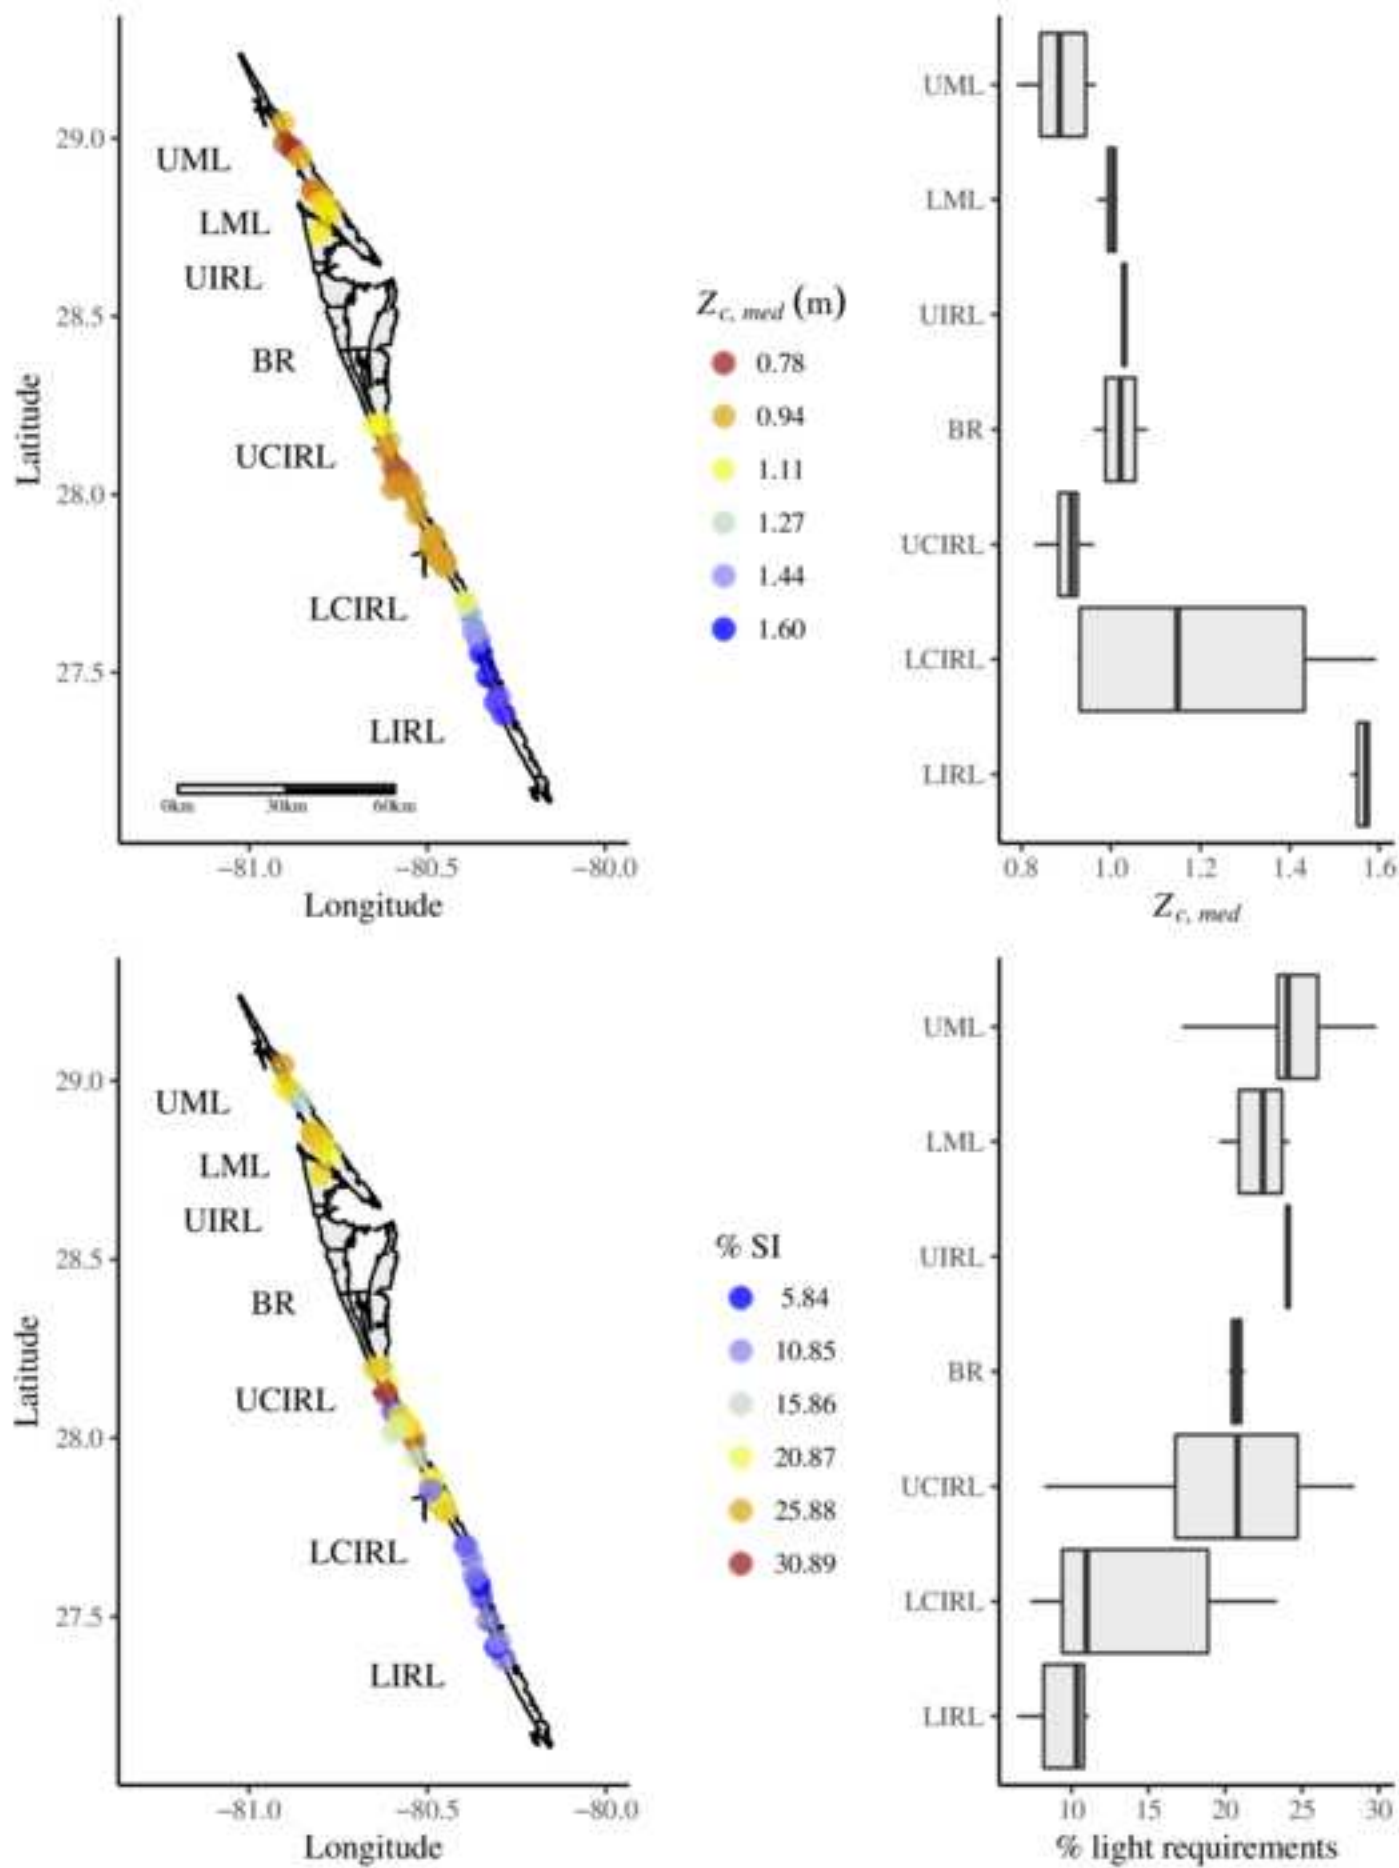 UML
LML
UIRL
BR
UCIRL
LCIRL
LIRL
0km 30km 60km
29.0
28.5
28.0
27.5
Latitude
−81.0 −80.5 −80.0
Longitude
Z c, med (m)
0.78
0.94
1.11
1.27
1.44
1.60
UML
LML
UIRL
BR
UCIRL
LCIRL
LIRL
0.8 1.0 1.2 1.4 1.6
Z c, med
UML
LML
UIRL
BR
UCIRL
LCIRL
LIRL
29.0
28.5
28.0
27.5
Latitude
−81.0 −80.5 −80.0
Longitude
% SI
5.84
10.85
15.86
20.87
25.88
30.89
UML
LML
UIRL
BR
UCIRL
LCIRL
LIRL
10 15 20 25 30
% light requirements